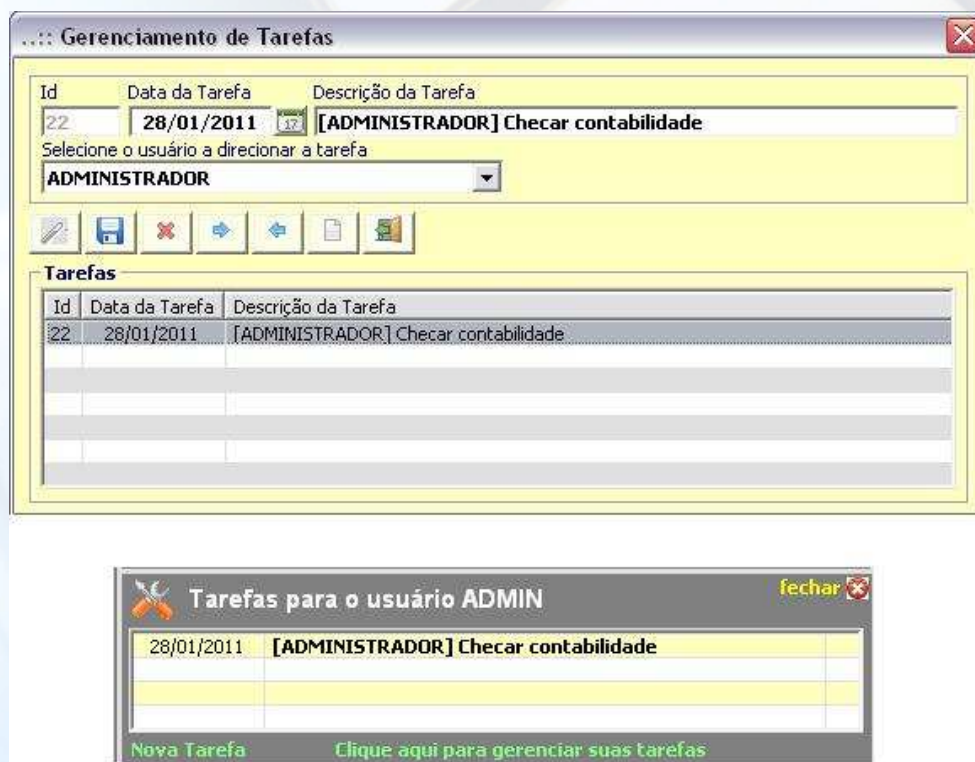 ..:: Gerenciamento de Tarefas
Id Data da Tarefa Descrição da Tarefa
22 28/01/2011 17 [ADMINISTRADOR] Checar contabilidade
Selecione o usuário a direcionar a tarefa
ADMINISTRADOR
Tarefas
Id Data da Tarefa Descrição da Tarefa
22 28/01/2011 [ADMINISTRADOR] Checar contabilidade
Tarefas para o usuário ADMIN fechar
28/01/2011 [ADMINISTRADOR] Checar contabilidade
Nova Tarefa Clique aqui para gerenciar suas tarefas